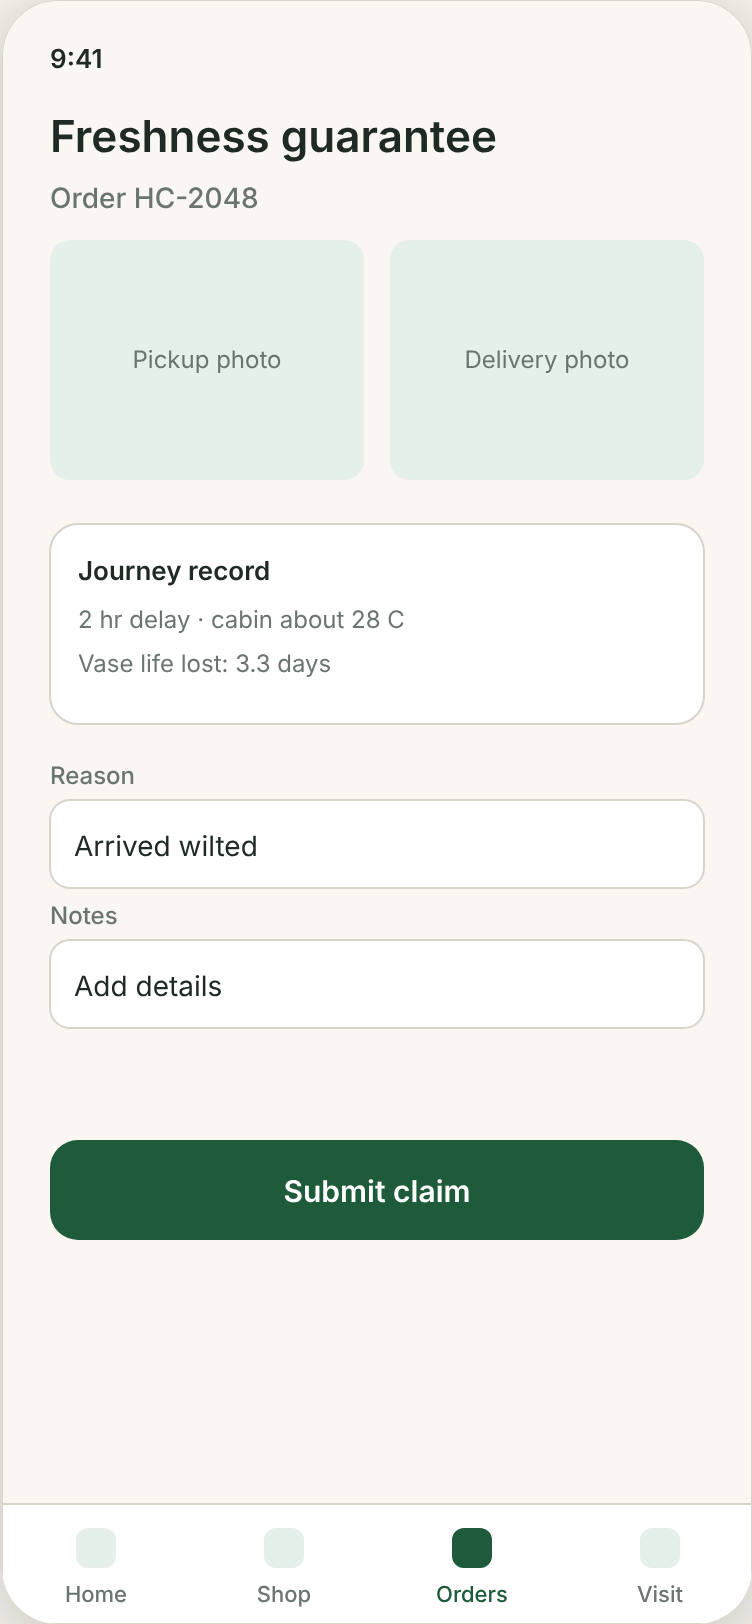 9:41
Freshness guarantee
Order HC-2048
Pickup photo
Delivery photo
Journey record
2 hr delay · cabin about 28 C
Vase life lost: 3.3 days
Reason
Arrived wilted
Notes
Add details
Submit claim
Home
Shop
Orders
Visit